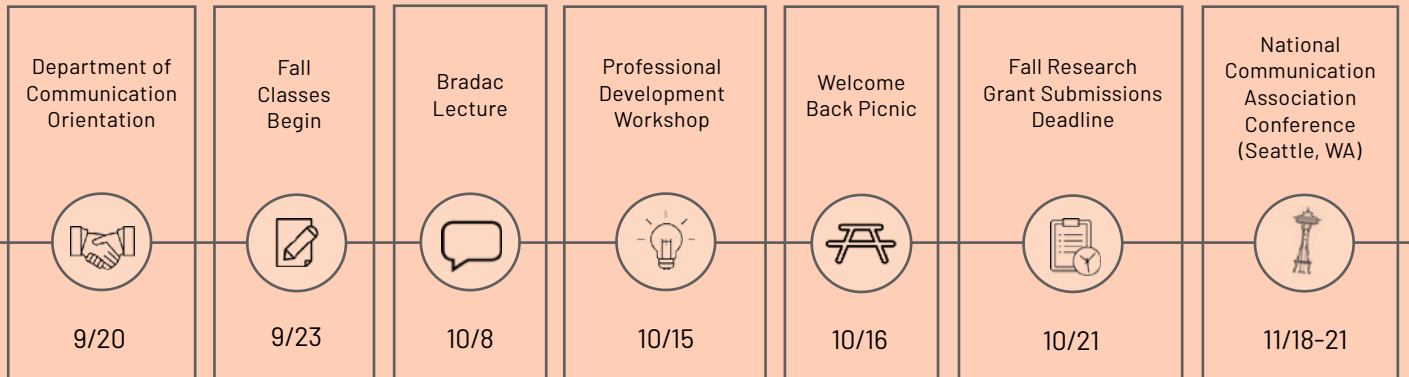 Department of
Communication
Orientation
9/20
Fall
Classes
Begin
9/23
Bradac
Lecture
10/8
Professional
Development
Workshop
10/15
Welcome
Back Picnic
10/16
Fall Research
Grant Submissions
Deadline
10/21
National
Communication
Association
Conference
(Seattle, WA)
11/18-21